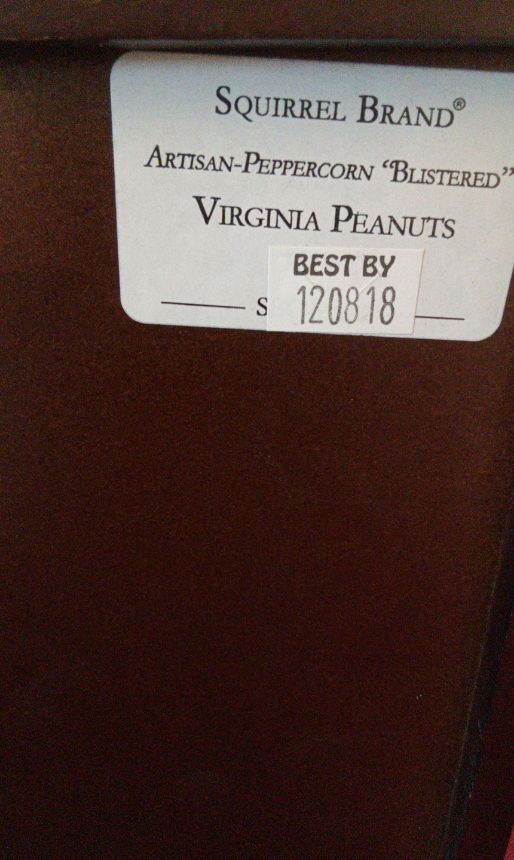 SQUIRREL BRAND®
ARTISAN-PEPPERCORN “BLISTERED”
VIRGINIA PEANUTS
BEST BY
120818
S